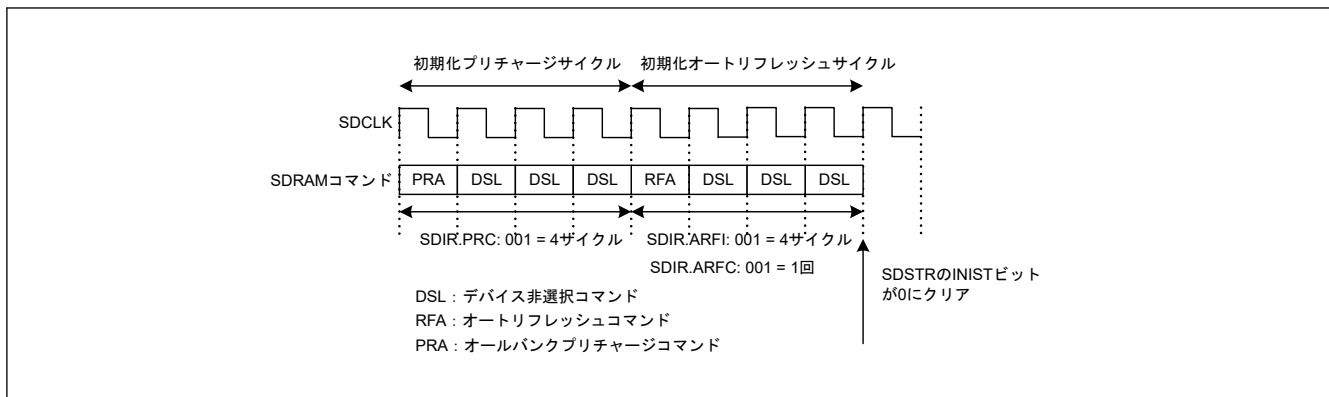 初期化プリチャージサイクル 初期化オートリフレッシュサイクル
SDCLK
SDRAMコマンド PRA DSL DSL DSL RFA DSL DSL DSL
SDIR.PRC: 001 = 4サイクル SDIR.ARFI: 001 = 4サイクル
SDIR.ARFC: 001 = 1回
SDSTRのINISTビット
が0にクリア
DSL：デバイス非選択コマンド
RFA：オートリフレッシュコマンド
PRA：オールバンクプリチャージコマンド